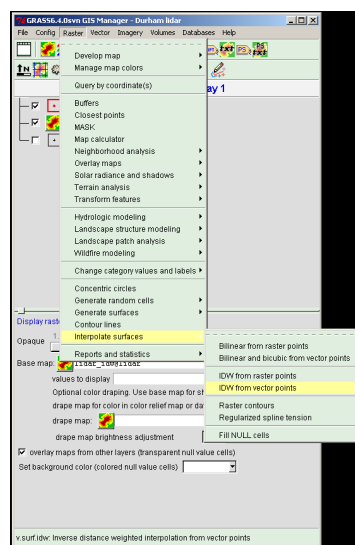 GRASS6.4.0svn GIS Manager - Durham lidar
File Config Raster Vector Imagery Volumes Databases Help
Develop map
Manage map colors
Query by coordinate(s)
ay 1
Buffers
Closest points
MASK
Map calculator
Neighborhood analysis
Overlay maps
Solar radiance and shadows
Terrain analysis
Transform features
Hydrologic modeling
Landscape structure modeling
Landscape patch analysis
Wildfire modeling
Change category values and labels
Concentric circles
Generate random cells
Generate surfaces
Contour lines
Interpolate surfaces
Reports and statistics
Bilinear from raster points
Bilinear and bicubic from vector points
IDW from raster points
IDW from vector points
Raster contours
Regularized spline tension
Fill NULL cells
Display rast
Opaque 1.
Base map: lidar_id@lidar
values to display
Optional color draping. Use base map for sh
drape map for color in color relief map or da
drape map:
drape map brightness adjustment
overlay maps from other layers (transparent null value cells)
Set background color (colored null value cells)
v.surf.idw: Inverse distance weighted interpolation from vector points